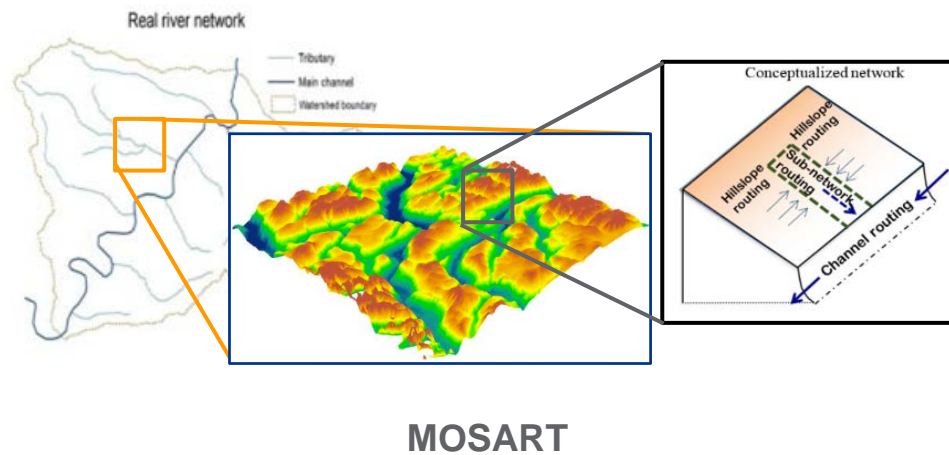 Real river network
Tributary
Main channel
Watershed boundary
Conceptualized network
Hillslope
routing
Hillslope
routing
Sub-network
routing
Channel routing
MOSART